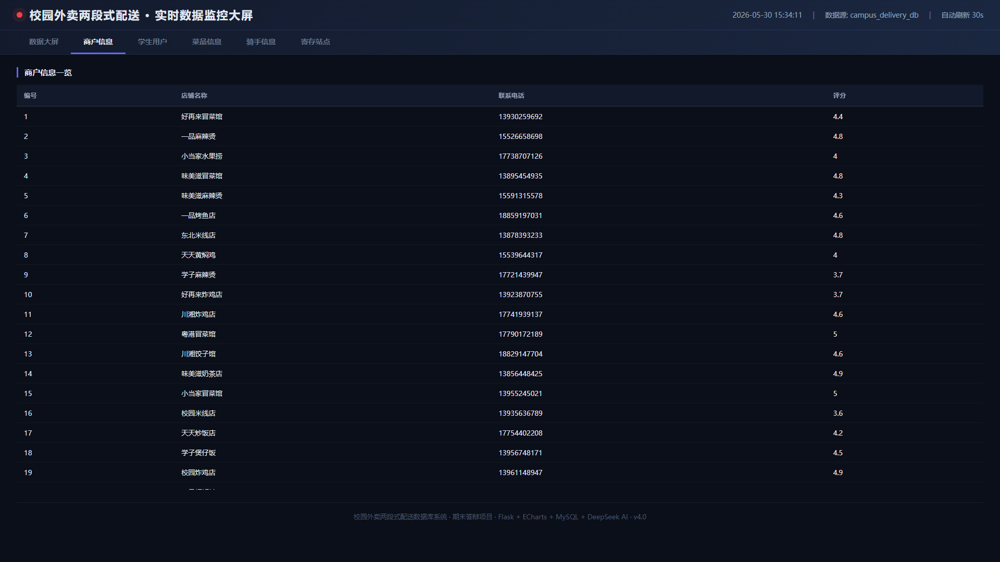 校园外卖两段式配送 • 实时数据监控大屏
2026-05-30 15:34:11 | 数据源: campus_delivery_db | 自动刷新 30s
数据大屏 商户信息 学生用户 菜品信息 骑手信息 寄存站点
商户信息一览
编号 店铺名称 联系电话 评分
1 好再来冒菜馆 13930259692 4.4
2 一品麻辣烫 15526658698 4.8
3 小当家水果捞 17738707126 4
4 味美滋冒菜馆 13895454935 4.8
5 味美滋麻辣烫 15591315578 4.3
6 一品烤鱼店 18859197031 4.6
7 东北米线店 13878393233 4.8
8 天天黄焖鸡 15539644317 4
9 学子麻辣烫 17721439947 3.7
10 好再来炸鸡店 13923870755 3.7
11 川湘炸鸡店 17741939137 4.6
12 粤港冒菜馆 17790172189 5
13 川湘饺子馆 18829147704 4.6
14 味美滋奶茶店 13856448425 4.9
15 小当家冒菜馆 13955245021 5
16 校园米线店 13935636789 3.6
17 天天炒饭店 17754402208 4.2
18 学子煲仔饭 13956748171 4.5
19 校园炸鸡店 13961148947 4.9
校园外卖两段式配送数据库系统 · 期末答辩项目 · Flask + ECharts + MySQL + DeepSeek AI · v4.0